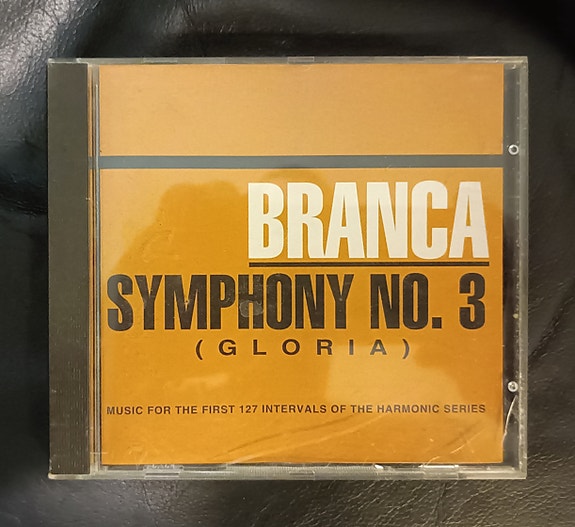 BRANCA
SYMPHONY NO. 3
(GLORIA)
MUSIC FOR THE FIRST 127 INTERVALS OF THE HARMONIC SERIES